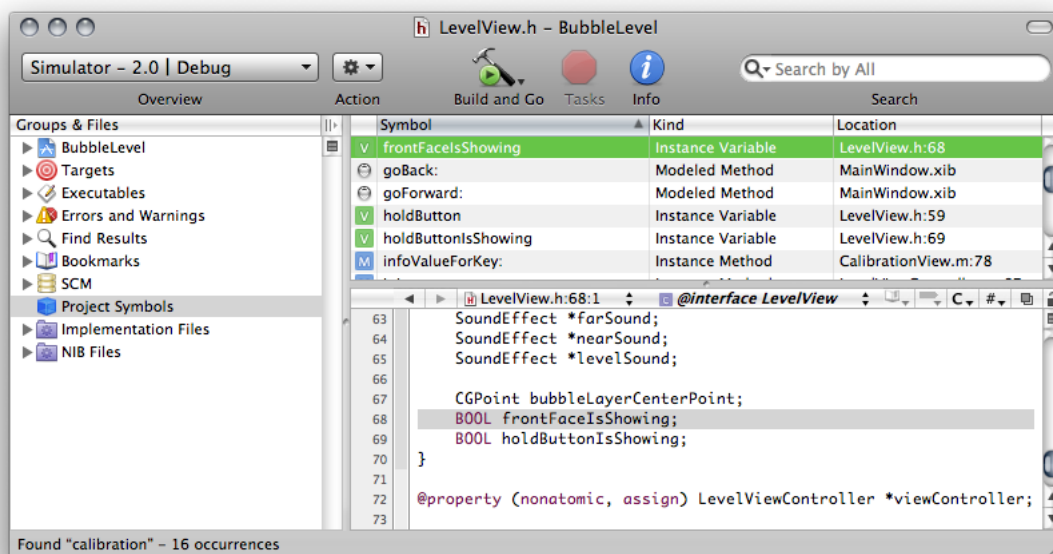 LevelView.h – BubbleLevel
Simulator – 2.0 | Debug
Search by All
Overview Action Build and Go Tasks Info Search
Groups & Files
BubbleLevel
Targets
Executables
Errors and Warnings
Find Results
Bookmarks
SCM
Project Symbols
Implementation Files
NIB Files
Symbol Kind Location
V frontFaceIsShowing Instance Variable LevelView.h:68
goBack: Modeled Method MainWindow.xib
goForward: Modeled Method MainWindow.xib
V holdButton Instance Variable LevelView.h:59
V holdButtonIsShowing Instance Variable LevelView.h:69
M infoValueForKey: Instance Method CalibrationView.m:78
LevelView.h:68:1 @interface LevelView C #
63 SoundEffect *farSound;
64 SoundEffect *nearSound;
65 SoundEffect *levelSound;
66
67 CGPoint bubbleLayerCenterPoint;
68 BOOL frontFaceIsShowing;
69 BOOL holdButtonIsShowing;
70 }
71
72 @property (nonatomic, assign) LevelViewController *viewController;
73
Found "calibration" – 16 occurrences